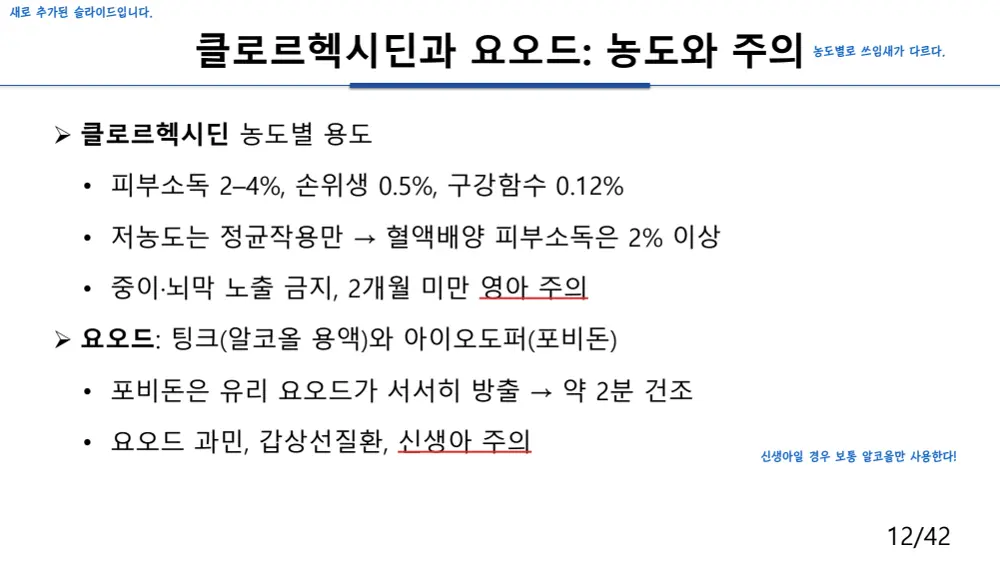 새로 추가된 슬라이드입니다.
클로르헥시딘과 요오드: 농도와 주의
농도별로 쓰임새가 다르다.
➢ 클로르헥시딘 농도별 용도
• 피부소독 2–4%, 손위생 0.5%, 구강함수 0.12%
• 저농도는 정균작용만 → 혈액배양 피부소독은 2% 이상
• 중이·뇌막 노출 금지, 2개월 미만 영아 주의
➢ 요오드: 팅크(알코올 용액)와 아이오도퍼(포비돈)
• 포비돈은 유리 요오드가 서서히 방출 → 약 2분 건조
• 요오드 과민, 갑상선질환, 신생아 주의
신생아일 경우 보통 알코올만 사용한다!
12/42